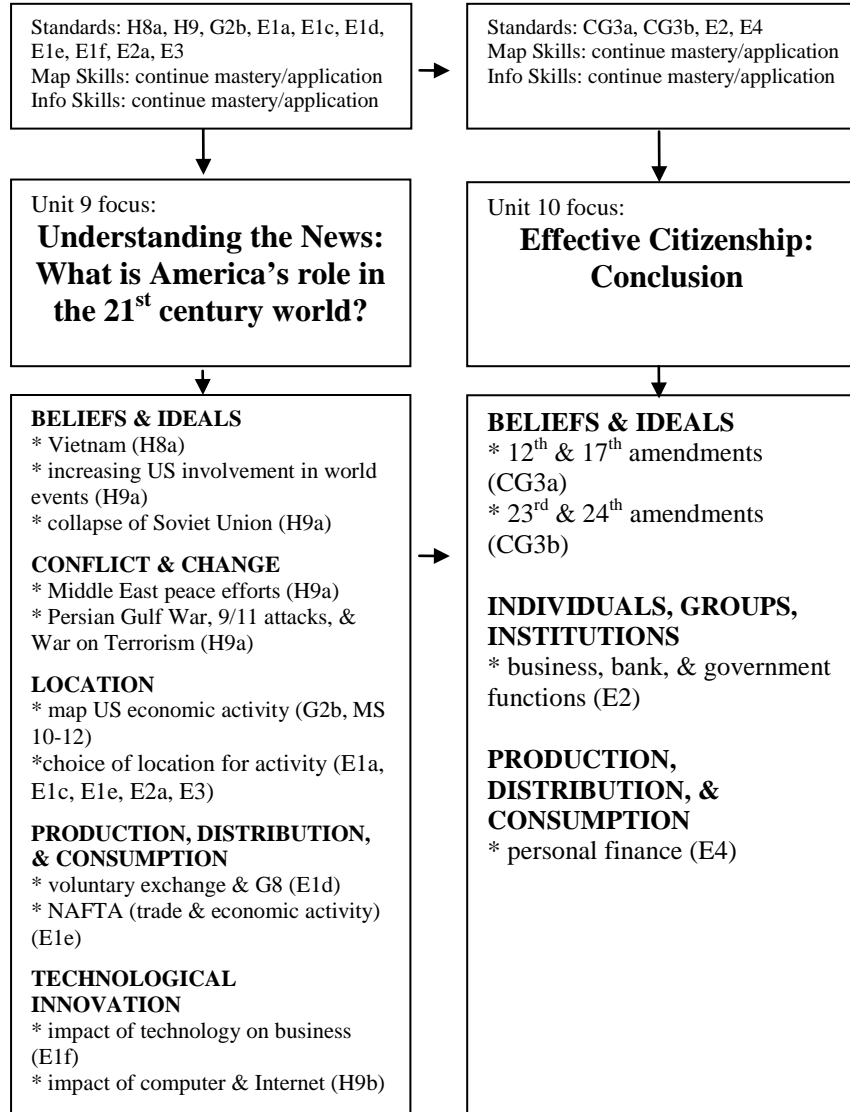 Standards: H8a, H9, G2b, E1a, E1c, E1d,
E1e, E1f, E2a, E3
Map Skills: continue mastery/application
Info Skills: continue mastery/application
Standards: CG3a, CG3b, E2, E4
Map Skills: continue mastery/application
Info Skills: continue mastery/application
Unit 9 focus:
Understanding the News:
What is America’s role in
the 21st century world?
Unit 10 focus:
Effective Citizenship:
Conclusion
BELIEFS & IDEALS
* Vietnam (H8a)
* increasing US involvement in world
events (H9a)
* collapse of Soviet Union (H9a)
CONFLICT & CHANGE
* Middle East peace efforts (H9a)
* Persian Gulf War, 9/11 attacks, &
War on Terrorism (H9a)
LOCATION
* map US economic activity (G2b, MS
10-12)
*choice of location for activity (E1a,
E1c, E1e, E2a, E3)
PRODUCTION, DISTRIBUTION,
& CONSUMPTION
* voluntary exchange & G8 (E1d)
* NAFTA (trade & economic activity)
(E1e)
TECHNOLOGICAL
INNOVATION
* impact of technology on business
(E1f)
* impact of computer & Internet (H9b)
BELIEFS & IDEALS
* 12th & 17th amendments
(CG3a)
* 23rd & 24th amendments
(CG3b)
INDIVIDUALS, GROUPS,
INSTITUTIONS
* business, bank, & government
functions (E2)
PRODUCTION,
DISTRIBUTION, &
CONSUMPTION
* personal finance (E4)